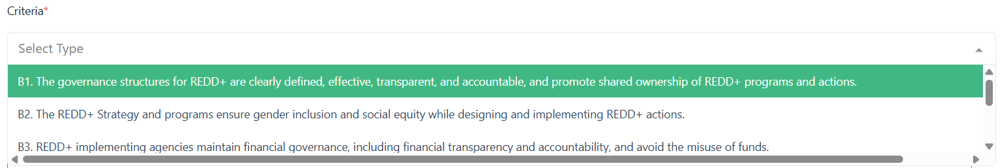 Criteria*
Select Type
B1. The governance structures for REDD+ are clearly defined, effective, transparent, and accountable, and promote shared ownership of REDD+ programs and actions.
B2. The REDD+ Strategy and programs ensure gender inclusion and social equity while designing and implementing REDD+ actions.
B3. REDD+ implementing agencies maintain financial governance, including financial transparency and accountability, and avoid the misuse of funds.